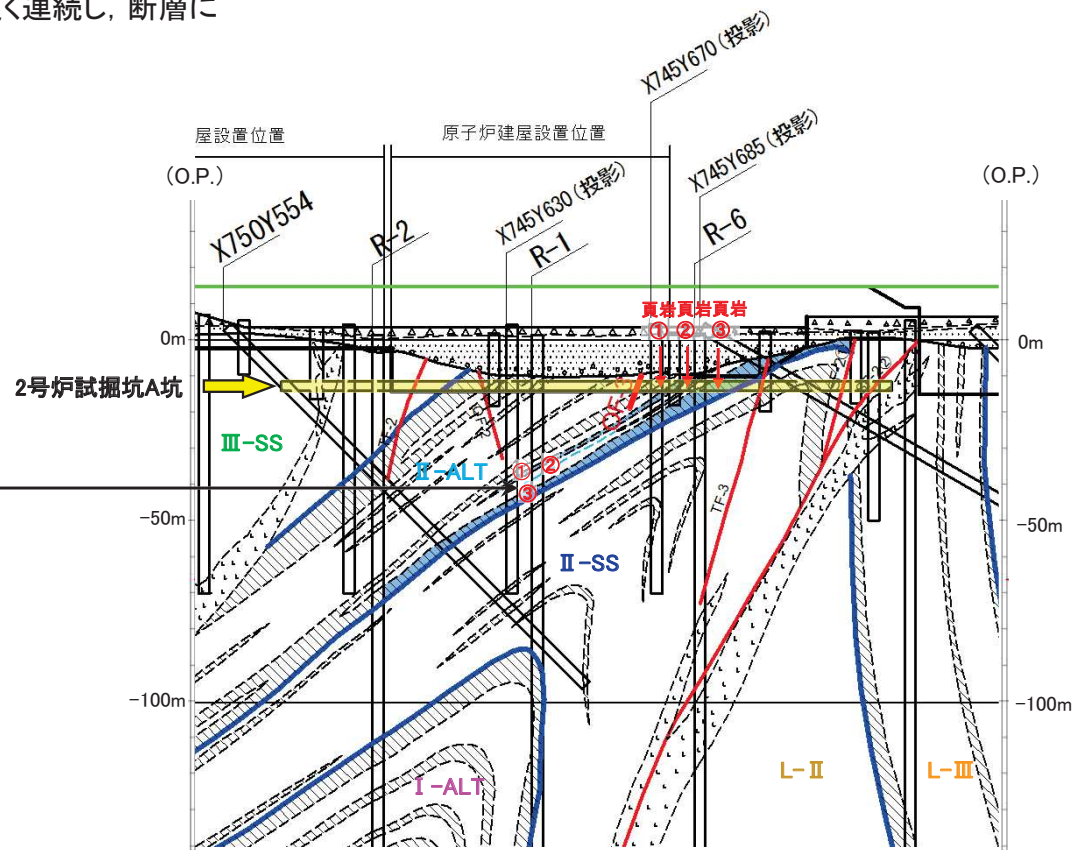 く連続し，断層に
X745Y670（投影）
屋設置位置
原子炉建屋設置位置
X745Y685（投影）
（O.P.）
（O.P.）
X750Y554
R-2
X745Y630（投影）
R-1
R-6
頁岩 頁岩 頁岩
① ② ③
0m
0m
2号炉試掘坑A坑
OF-3
Ⅲ-SS
Ⅱ-ALT
① ②
③
−50m
−50m
TF-3
Ⅱ-SS
−100m
−100m
Ⅰ-ALT
L-Ⅱ
L-Ⅲ